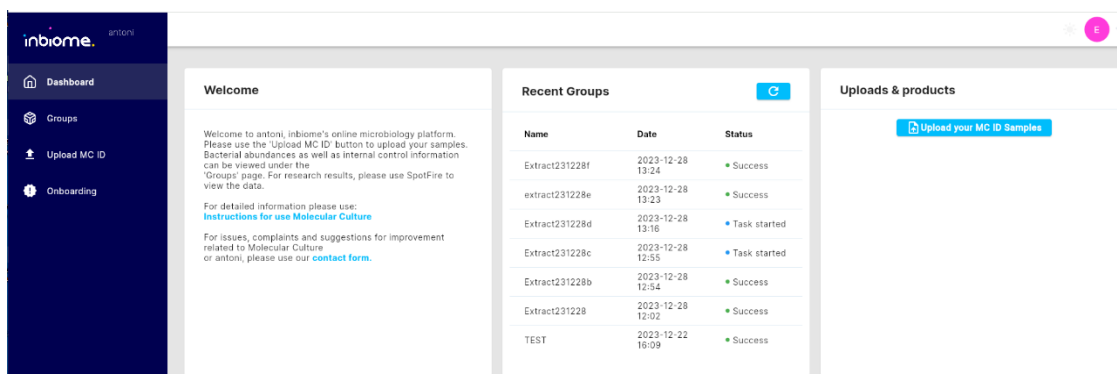 inbiome. antoni
E
Dashboard
Groups
Upload MC ID
Onboarding
Welcome
Welcome to antoni, inbiome's online microbiology platform.
Please use the 'Upload MC ID' button to upload your samples.
Bacterial abundances as well as internal control information
can be viewed under the
'Groups' page. For research results, please use SpotFire to
view the data.
For detailed information please use:
Instructions for use Molecular Culture
For issues, complaints and suggestions for improvement
related to Molecular Culture
or antoni, please use our contact form.
Recent Groups
Name Date Status
Extract231228f 2023-12-28 Success
13:24
extract231228e 2023-12-28 Success
13:23
Extract231228d 2023-12-28 Task started
13:16
Extract231228c 2023-12-28 Task started
12:55
Extract231228b 2023-12-28 Success
12:54
Extract231228 2023-12-28 Success
12:02
TEST 2023-12-22 Success
16:09
Uploads & products
Upload your MC ID Samples